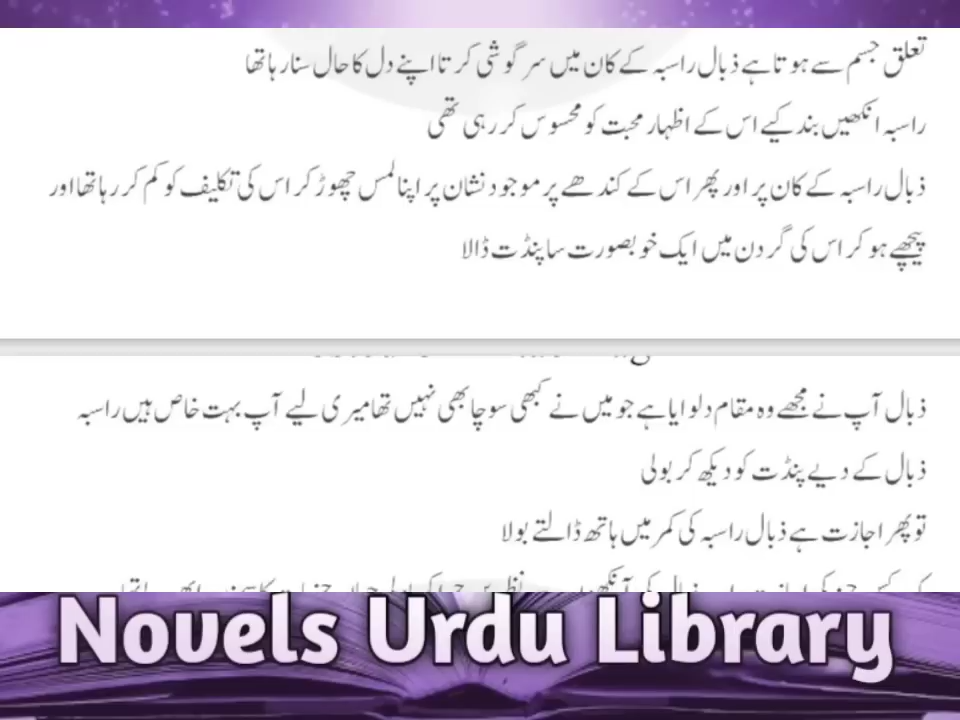 تعلق جسم سے ہوتا ہے ذبال راسبہ کے کان میں سرگوشی کرتا اپنے دل کا حال سنا رہا تھا
راسبہ انکھیں بند کیے اس کے اظہار محبت کو محسوس کر رہی تھی
ذبال راسبہ کے کان پر اور پھر اس کے کندھے پر موجود نشان پر اپنا لمس چھوڑ کر اس کی تکلیف کو کم کر رہا تھا اور
پیچھے ہو کر اس کی گردن میں ایک خوبصورت سا پنڈت ڈالا
ذبال آپ نے مجھے وہ مقام دلوایا ہے جو میں نے کبھی سوچا بھی نہیں تھا میری لیے آپ بہت خاص ہیں راسبہ
ذبال کے دیے پنڈت کو دیکھ کر بولی
تو پھر اجازت ہے ذبال راسبہ کی کمر میں ہاتھ ڈالتے بولا
Novels Urdu Library